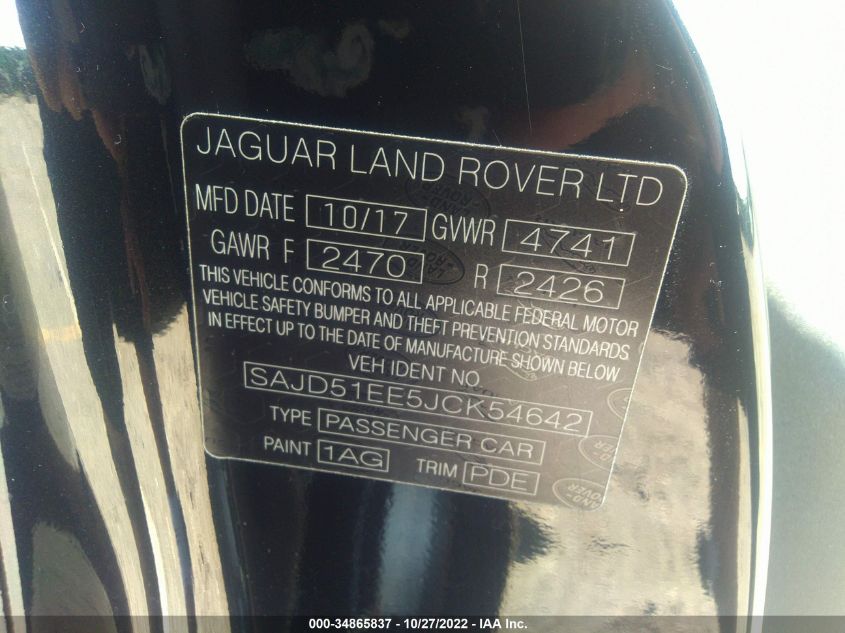 JAGUAR LAND ROVER LTD
MFD DATE 10/17 GVWR 4741
GAWR F 2470 R 2426
THIS VEHICLE CONFORMS TO ALL APPLICABLE FEDERAL MOTOR
VEHICLE SAFETY BUMPER AND THEFT PREVENTION STANDARDS
IN EFFECT UP TO THE DATE OF MANUFACTURE SHOWN BELOW
VEH IDENT NO.
SAJD51EE5JCK54642
TYPE PASSENGER CAR
PAINT 1AG TRIM PDE
000-34865837 - 10/27/2022 - IAA Inc.